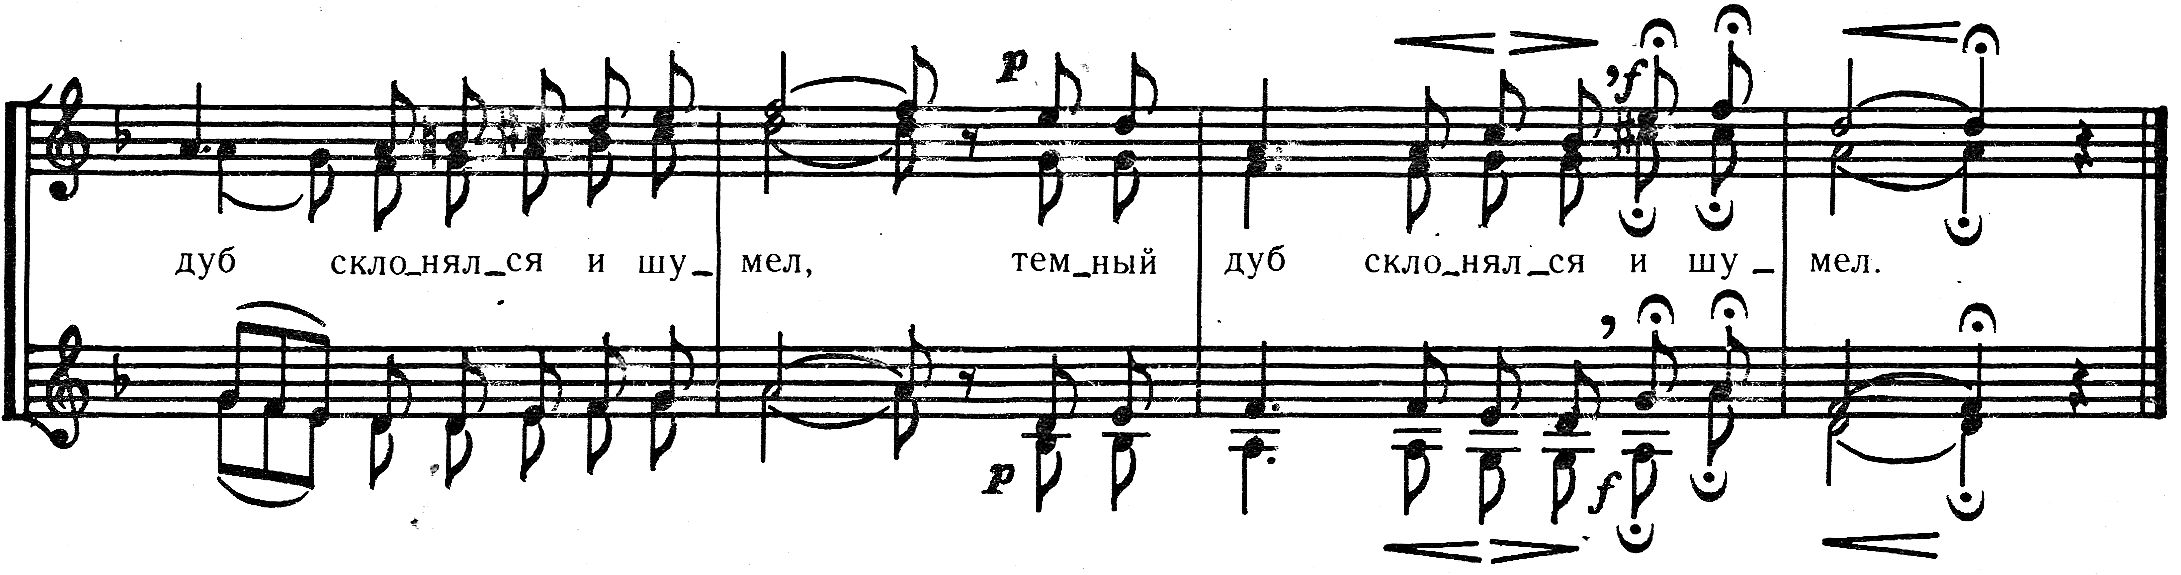 p
f
дуб скло_нял_ся и шу_мел, тем_ный дуб скло_нял_ся и шу_мел.
p
f